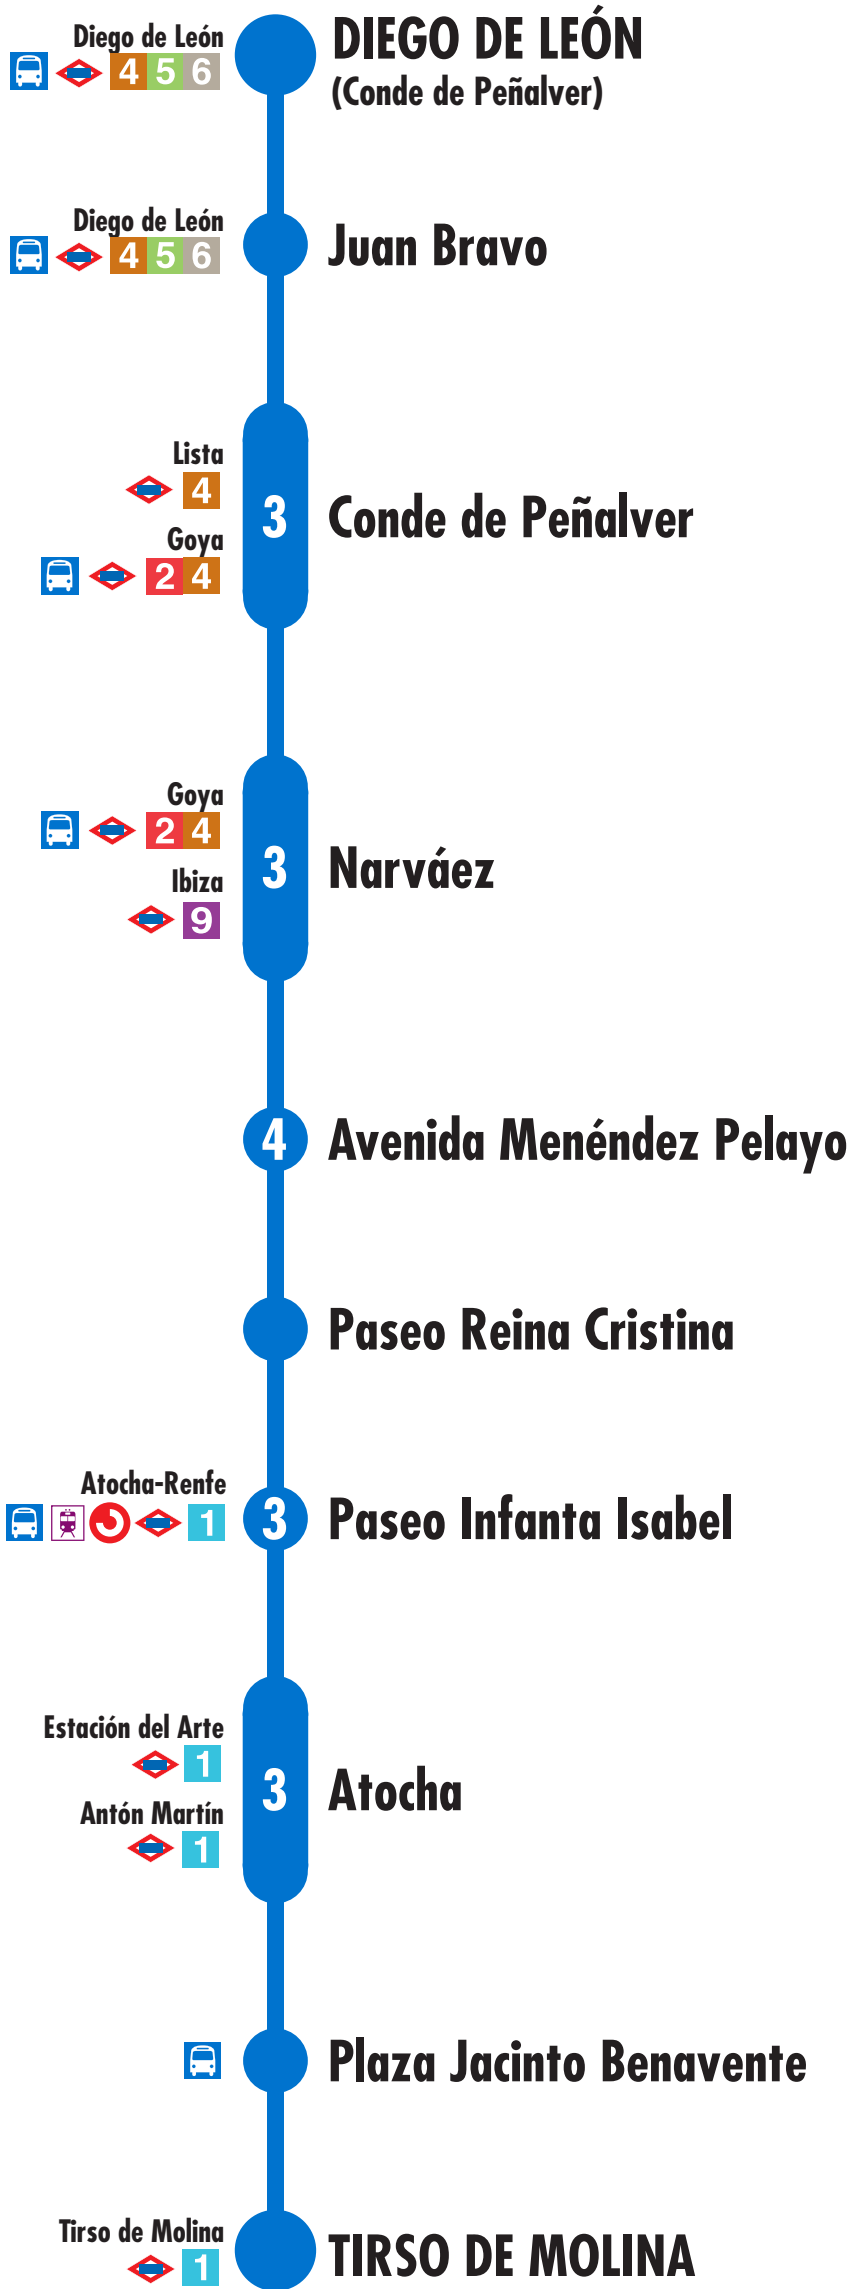 Diego de León
4 5 6
DIEGO DE LEÓN
(Conde de Peñalver)
Diego de León
4 5 6
Juan Bravo
Lista
4
Goya
2 4
3
Conde de Peñalver
Goya
2 4
Ibiza
9
3
Narváez
4
Avenida Menéndez Pelayo
Paseo Reina Cristina
Atocha-Renfe
1
3
Paseo Infanta Isabel
Estación del Arte
1
Antón Martín
1
3
Atocha
Plaza Jacinto Benavente
Tirso de Molina
1
TIRSO DE MOLINA